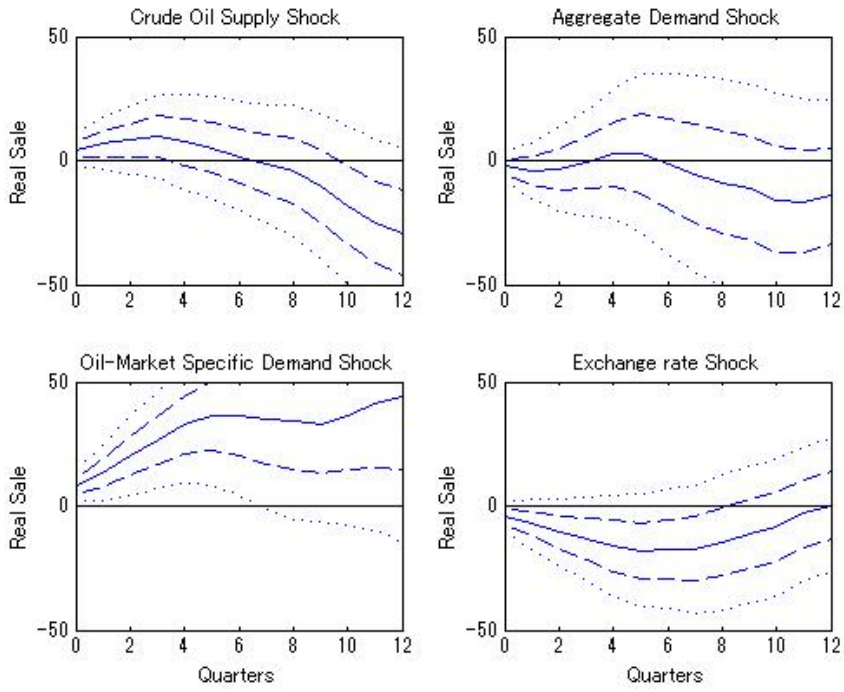 Crude Oil Supply Shock
50
0
-50
Real Sale
0 2 4 6 8 10 12
Aggregate Demand Shock
50
0
-50
Real Sale
0 2 4 6 8 10 12
Oil-Market Specific Demand Shock
50
0
-50
Real Sale
0 2 4 6 8 10 12
Quarters
Exchange rate Shock
50
0
-50
Real Sale
0 2 4 6 8 10 12
Quarters